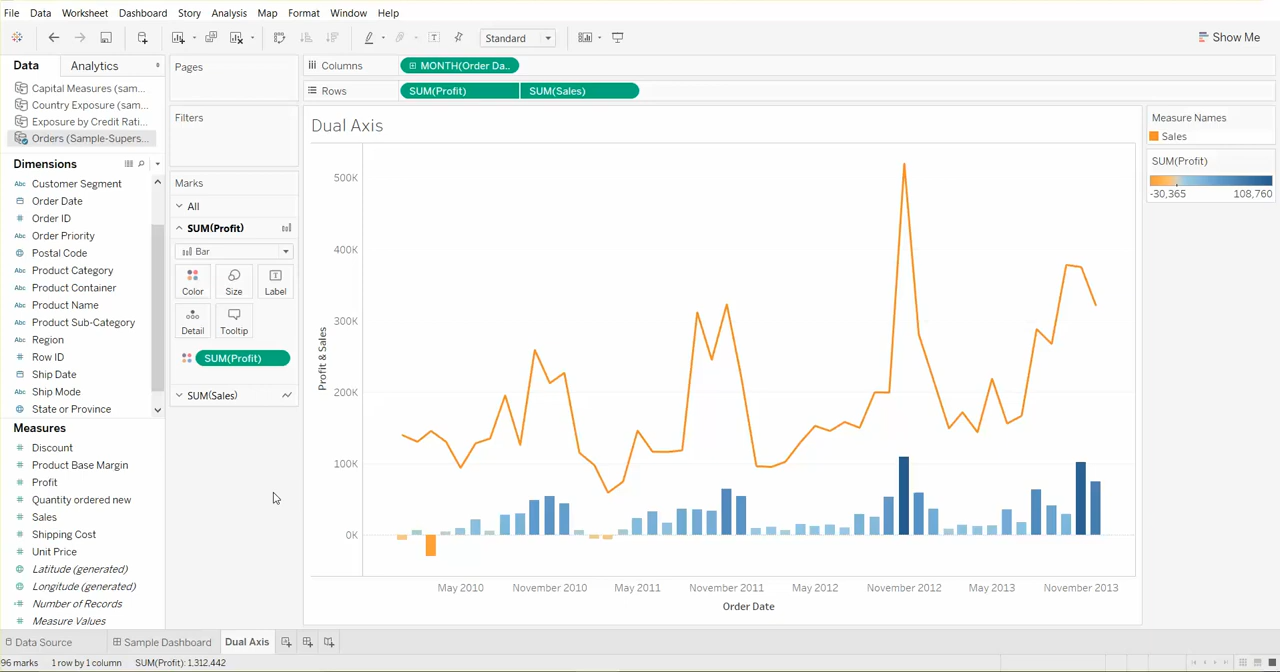 File Data Worksheet Dashboard Story Analysis Map Format Window Help
Standard
Show Me
Data Analytics
Capital Measures (sam...
Country Exposure (sam...
Exposure by Credit Rati...
Orders (Sample-Supers...
Dimensions
Abc Customer Segment
Order Date
# Order ID
Abc Order Priority
Postal Code
Abc Product Category
Abc Product Container
Abc Product Name
Abc Product Sub-Category
Abc Region
# Row ID
Ship Date
Abc Ship Mode
State or Province
Measures
# Discount
# Product Base Margin
# Profit
# Quantity ordered new
# Sales
# Shipping Cost
# Unit Price
Latitude (generated)
Longitude (generated)
Number of Records
# Measure Values
Pages
Filters
Marks
All
SUM(Profit)
Bar
Color Size Label
Detail Tooltip
SUM(Profit)
SUM(Sales)
Columns MONTH(Order Da..
Rows SUM(Profit) SUM(Sales)
Dual Axis
500K
400K
300K
200K
100K
0K
Profit & Sales
May 2010 November 2010 May 2011 November 2011 May 2012 November 2012 May 2013 November 2013
Order Date
Measure Names
Sales
SUM(Profit)
-30,365 108,760
Data Source Sample Dashboard Dual Axis
96 marks 1 row by 1 column SUM(Profit): 1.312.442